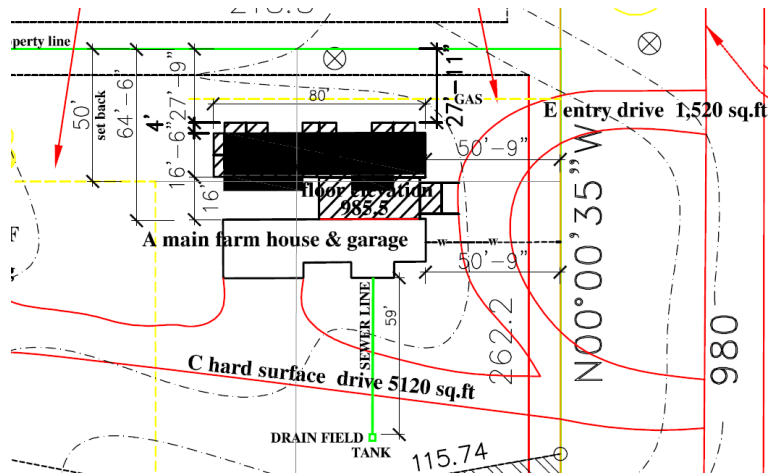 operty line
80'
GAS
2'-11"
E entry drive 1,520 sq.ft
50'
set back
64'-6"
27'-9"
4'
16'-6"
16'
50'-9"
floor elevation
985.5
A main farm house & garage
w w
50'-9"
N00°00'35" W
262.2
SEWER LINE
59'
980
C hard surface drive 5120 sq.ft
DRAIN FIELD
TANK
115.74
F